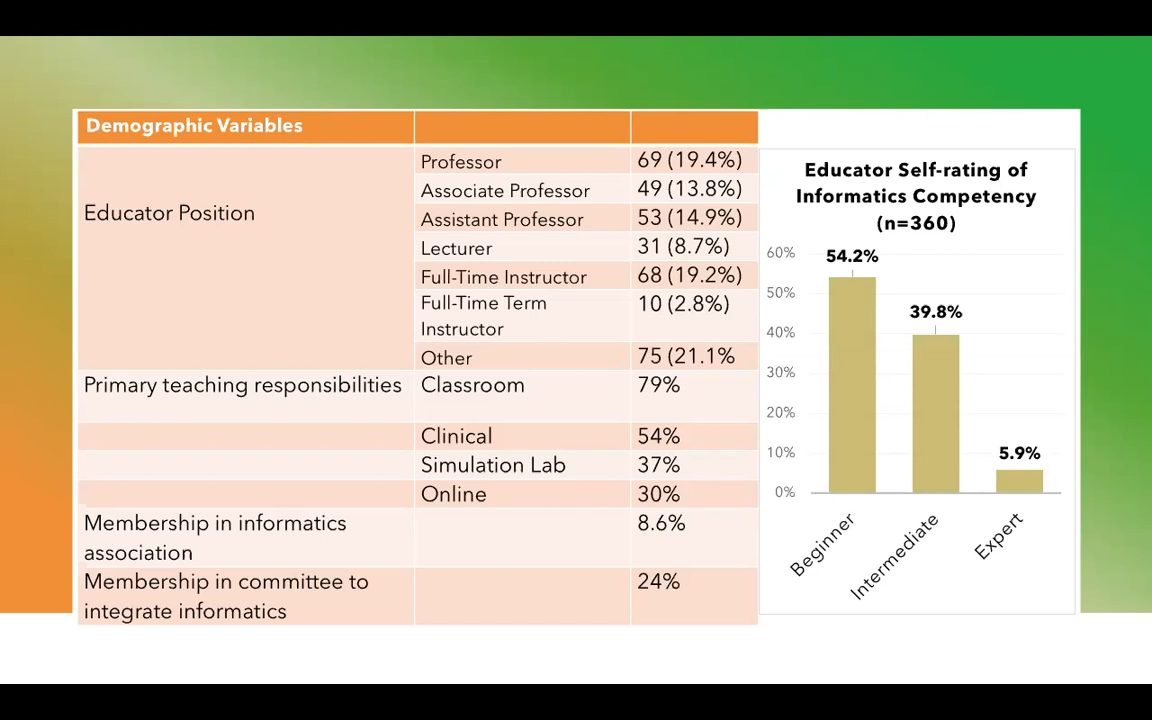 Demographic Variables
Educator Position
Professor 69 (19.4%)
Associate Professor 49 (13.8%)
Assistant Professor 53 (14.9%)
Lecturer 31 (8.7%)
Full-Time Instructor 68 (19.2%)
Full-Time Term 10 (2.8%)
Instructor
Other 75 (21.1%
Primary teaching responsibilities Classroom 79%
Clinical 54%
Simulation Lab 37%
Online 30%
Membership in informatics 8.6%
association
Membership in committee to 24%
integrate informatics
Educator Self-rating of
Informatics Competency
(n=360)
60%
50%
40%
30%
20%
10%
0%
54.2%
39.8%
5.9%
Beginner
Intermediate
Expert